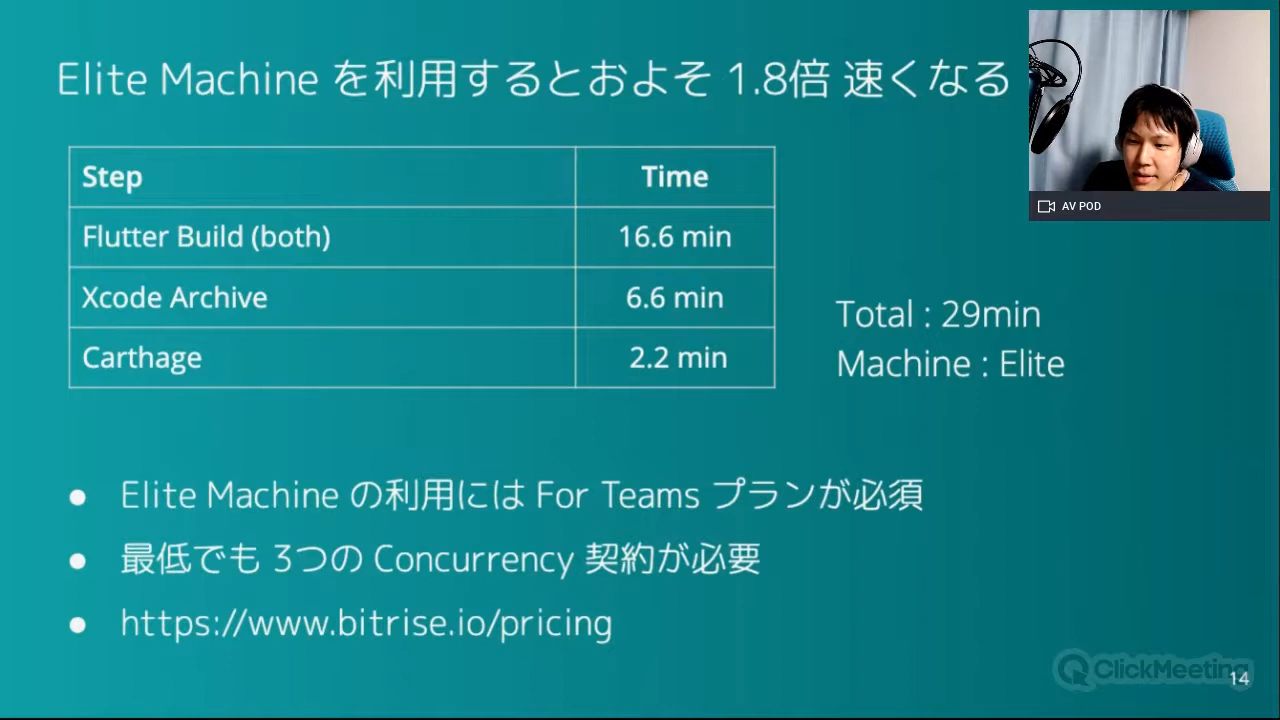 Elite Machine を利用するとおよそ 1.8倍 速くなる
AV POD
Step Time
Flutter Build (both) 16.6 min
Xcode Archive 6.6 min
Carthage 2.2 min
Total : 29min
Machine : Elite
● Elite Machine の利用には For Teams プランが必須
● 最低でも 3つの Concurrency 契約が必要
● https://www.bitrise.io/pricing
ClickMeeting
14